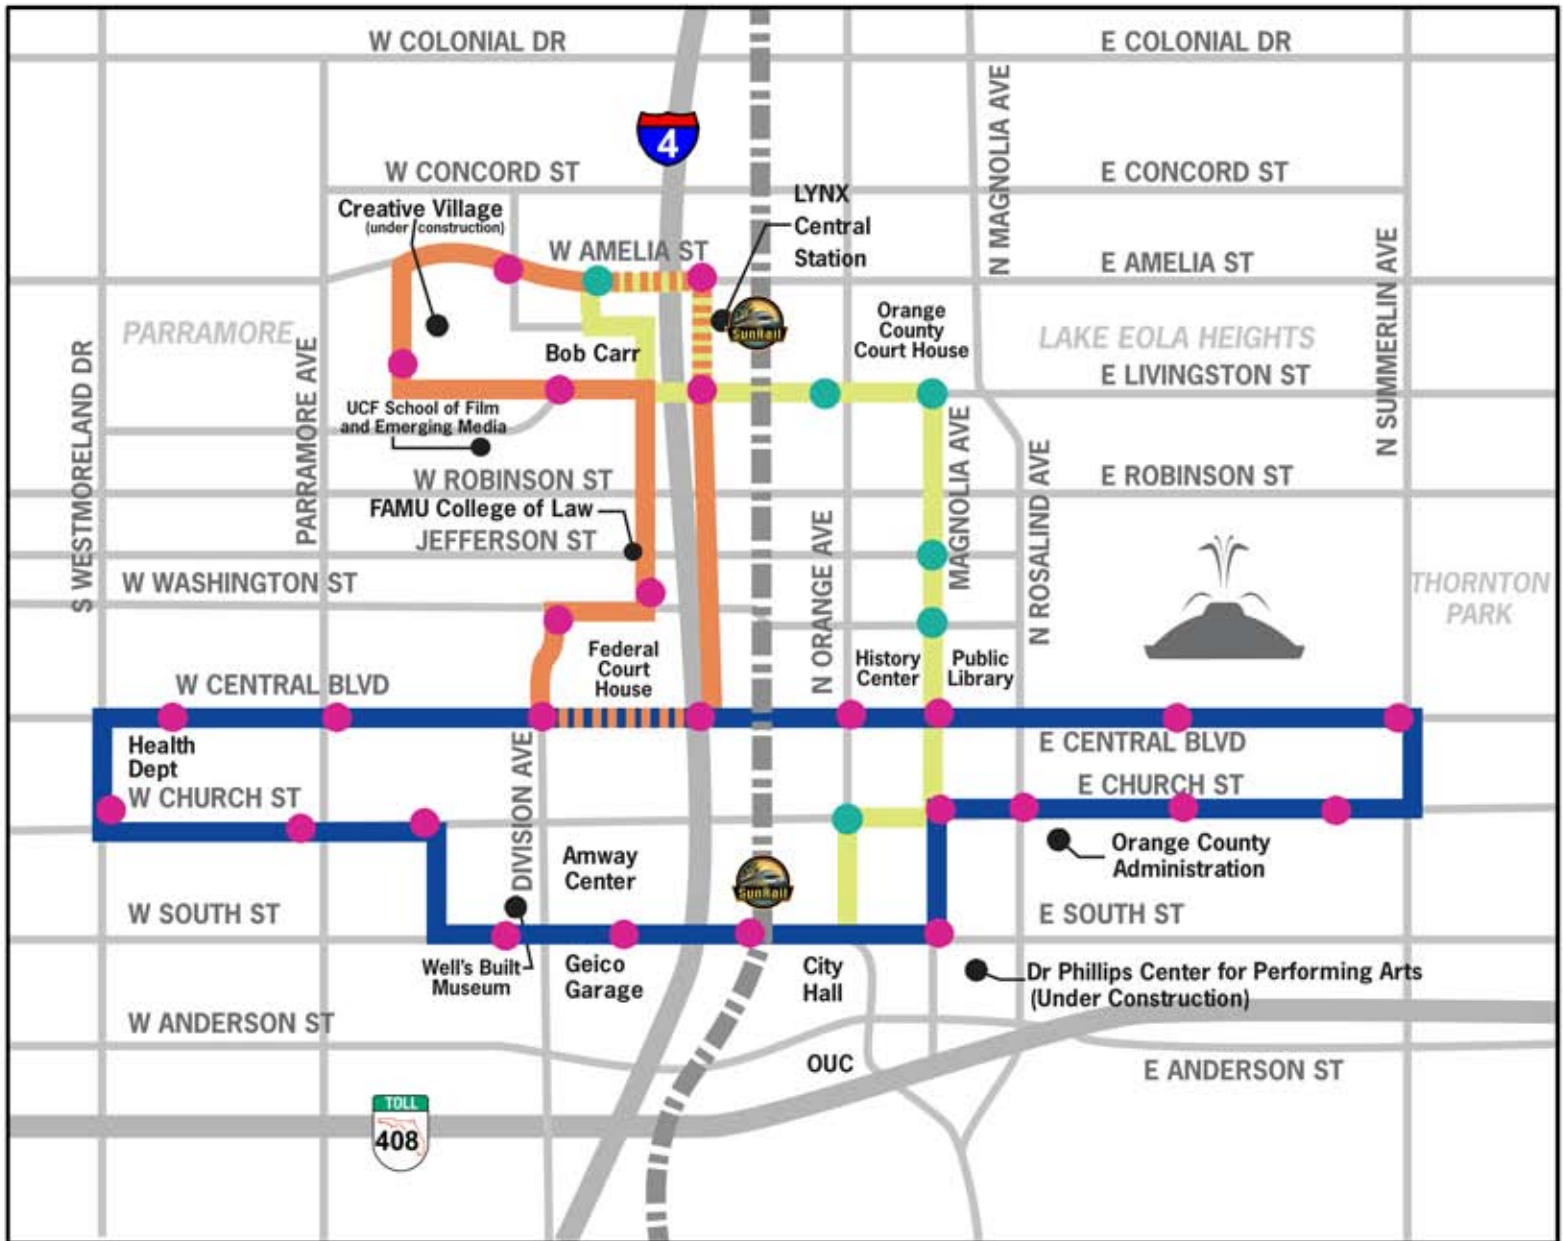 W COLONIAL DR
E COLONIAL DR
N MAGNOLIA AVE
4
W CONCORD ST
E CONCORD ST
LYNX
Central
Station
Creative Village
(under construction)
W AMELIA ST
E AMELIA ST
N SUMMERLIN AVE
PARRAMORE
SunRail
Orange
County
Court House
LAKE EOLA HEIGHTS
Bob Carr
E LIVINGSTON ST
S WESTMORELAND DR
PARRAMORE AVE
UCF School of Film
and Emerging Media
MAGNOLIA AVE
N ROSALIND AVE
W ROBINSON ST
E ROBINSON ST
FAMU College of Law
JEFFERSON ST
N ORANGE AVE
W WASHINGTON ST
THORNTON
PARK
Federal
Court
House
History
Center
Public
Library
W CENTRAL BLVD
E CENTRAL BLVD
Health
Dept
DIVISION AVE
W CHURCH ST
E CHURCH ST
Amway
Center
SunRail
Orange County
Administration
W SOUTH ST
E SOUTH ST
Well's Built
Museum
Geico
Garage
City
Hall
Dr Phillips Center for Performing Arts
(Under Construction)
W ANDERSON ST
OUC
E ANDERSON ST
TOLL
408